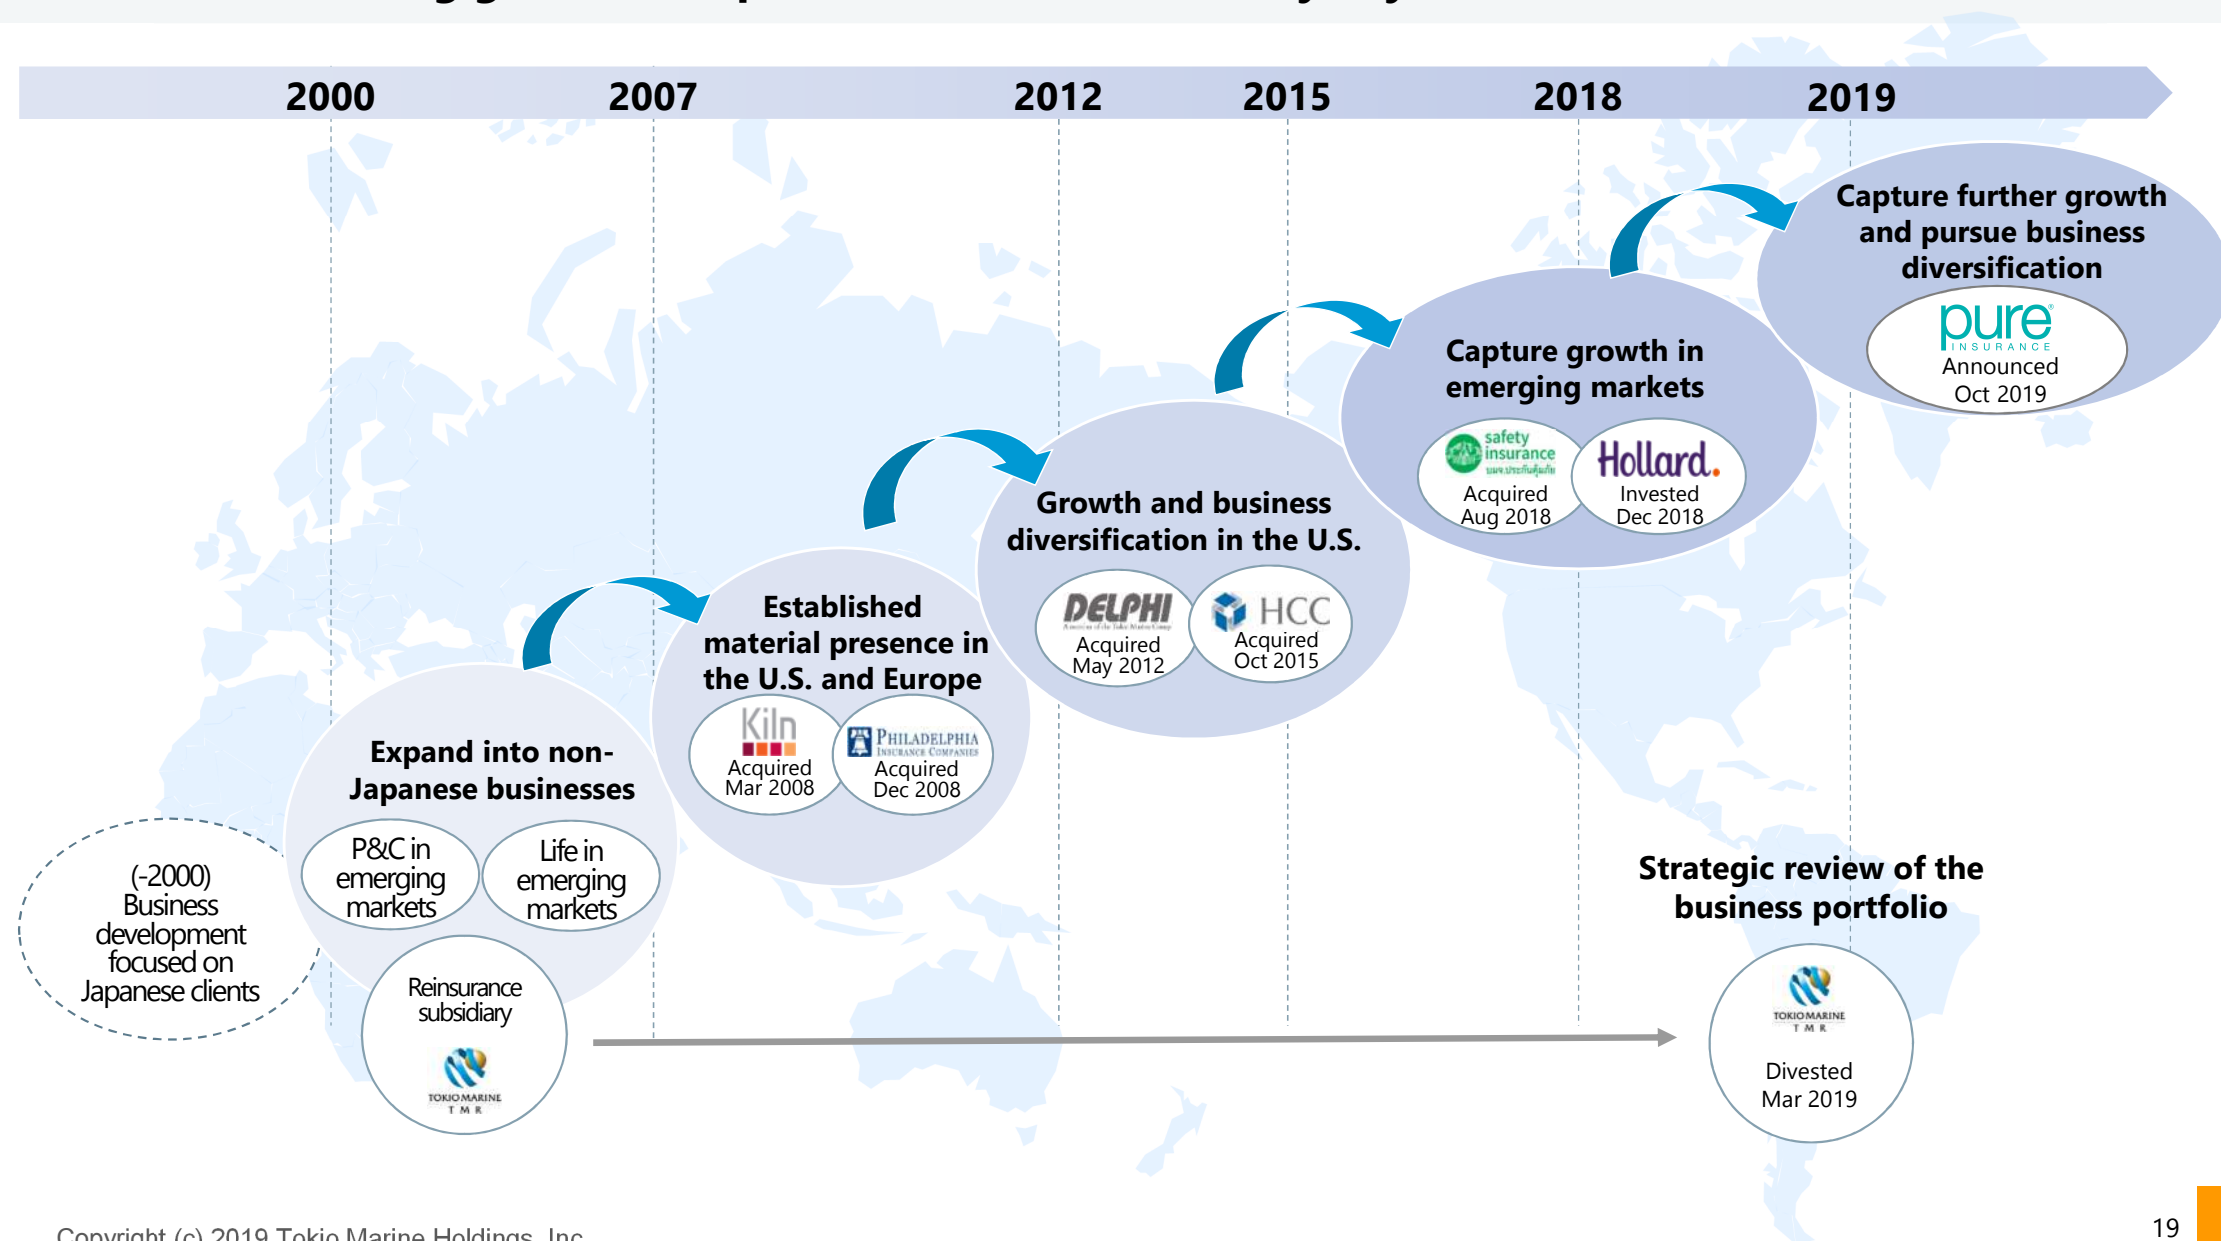 2000
2007
2012
2015
2018
2019
Capture further growth
and pursue business
diversification
pure
INSURANCE
Announced
Oct 2019
Capture growth in
emerging markets
safety
insurance
Acquired
Aug 2018
Hollard.
Invested
Dec 2018
Growth and business
diversification in the U.S.
DELPHI
Acquired
May 2012
HCC
Acquired
Oct 2015
Established
material presence in
the U.S. and Europe
Kiln
Acquired
Mar 2008
PHILADELPHIA
INSURANCE COMPANIES
Acquired
Dec 2008
Expand into non-
Japanese businesses
P&C in
emerging
markets
Life in
emerging
markets
(-2000)
Business
development
focused on
Japanese clients
Reinsurance
subsidiary
TOKIO MARINE
T M R
Strategic review of the
business portfolio
TOKIO MARINE
T M R
Divested
Mar 2019
Copyright (c) 2019 Tokio Marine Holdings, Inc
19